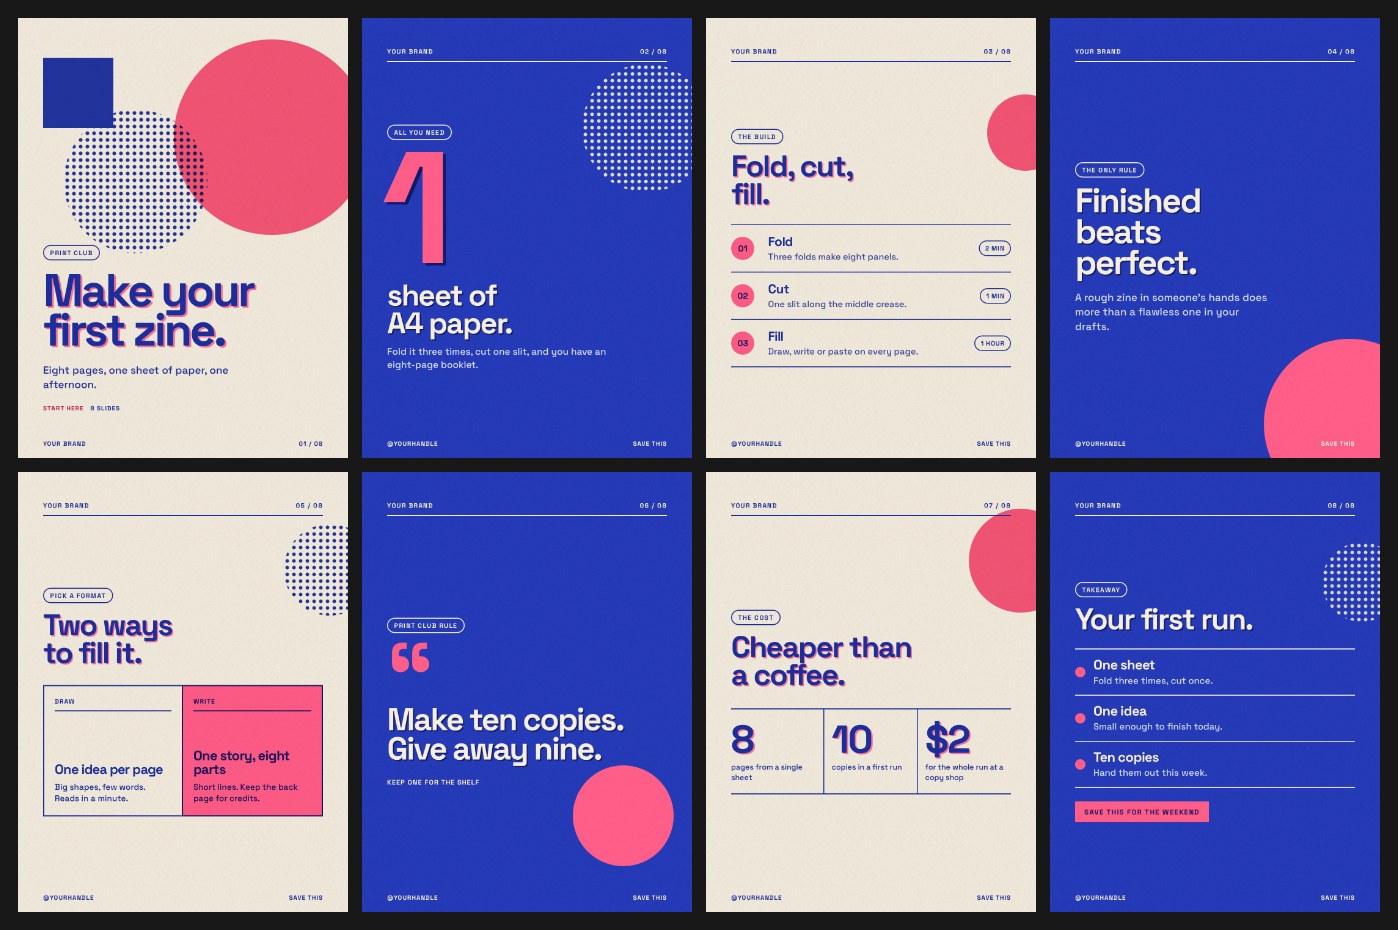 PRINT CLUB
Make your
first zine.
Eight pages, one sheet of paper, one
afternoon.
START HERE 8 SLIDES
YOUR BRAND 01 / 08
YOUR BRAND 02 / 08
ALL YOU NEED
1
sheet of
A4 paper.
Fold it three times, cut one slit, and you have an
eight-page booklet.
@YOURHANDLE SAVE THIS
YOUR BRAND 03 / 08
THE BUILD
Fold, cut,
fill.
01 Fold 2 MIN
Three folds make eight panels.
02 Cut 1 MIN
One slit along the middle crease.
03 Fill 1 HOUR
Draw, write or paste on every page.
@YOURHANDLE SAVE THIS
YOUR BRAND 04 / 08
THE ONLY RULE
Finished
beats
perfect.
A rough zine in someone's hands does
more than a flawless one in your
drafts.
@YOURHANDLE SAVE THIS
YOUR BRAND 05 / 08
PICK A FORMAT
Two ways
to fill it.
DRAW
One idea per page
Big shapes, few words.
Reads in a minute.
WRITE
One story, eight
parts
Short lines. Keep the back
page for credits.
@YOURHANDLE SAVE THIS
YOUR BRAND 06 / 08
PRINT CLUB RULE
“
Make ten copies.
Give away nine.
KEEP ONE FOR THE SHELF
@YOURHANDLE SAVE THIS
YOUR BRAND 07 / 08
THE COST
Cheaper than
a coffee.
8
pages from a single
sheet
10
copies in a first run
$2
for the whole run at a
copy shop
@YOURHANDLE SAVE THIS
YOUR BRAND 08 / 08
TAKEAWAY
Your first run.
One sheet
Fold three times, cut once.
One idea
Small enough to finish today.
Ten copies
Hand them out this week.
SAVE THIS FOR THE WEEKEND
@YOURHANDLE SAVE THIS